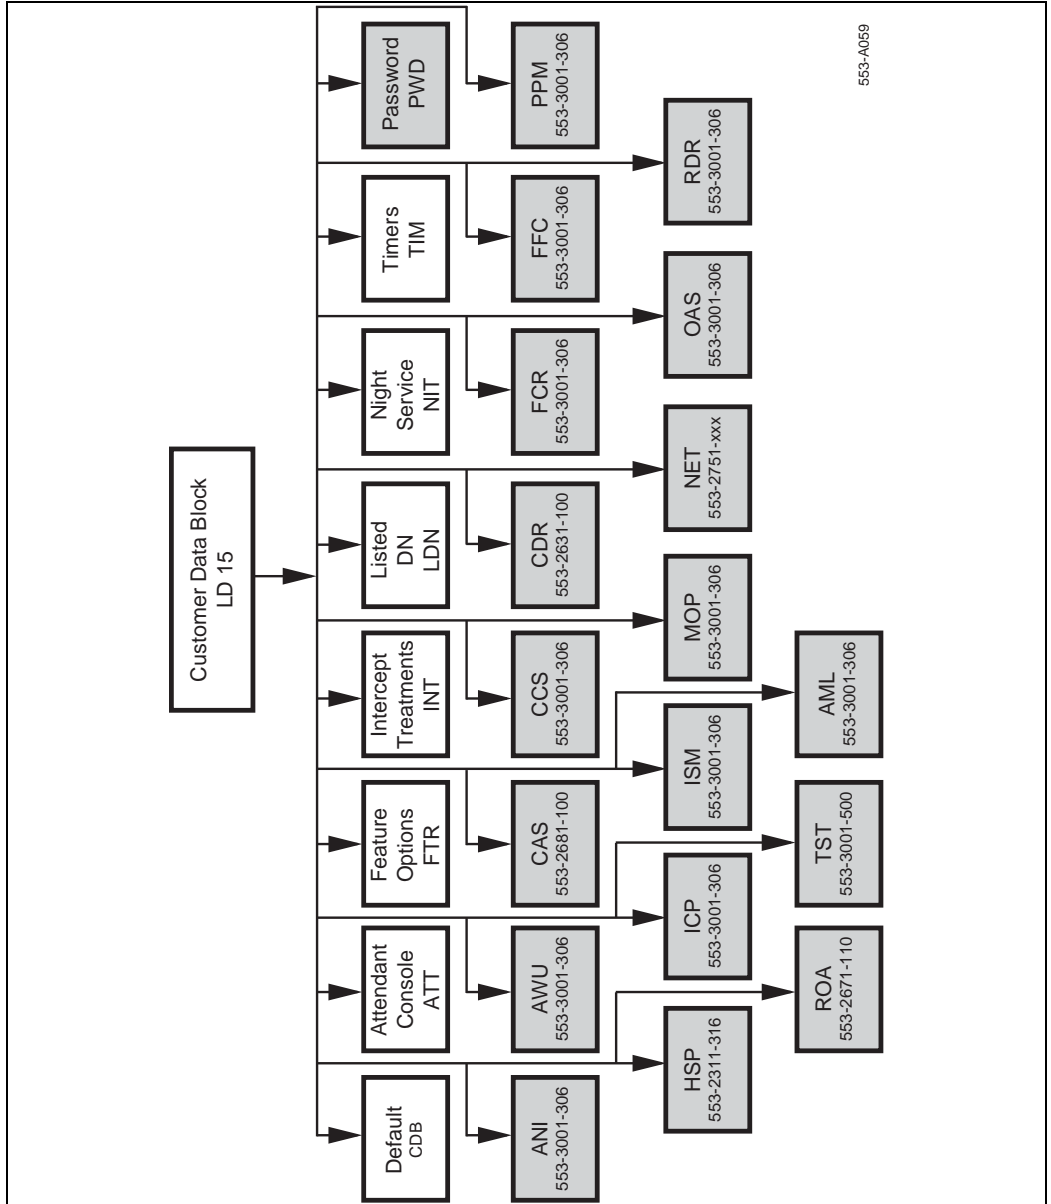 Customer Data Block
LD 15
Default
CDB
Attendant
Console
ATT
Feature
Options
FTR
Intercept
Treatments
INT
Listed
DN
LDN
Night
Service
NIT
Timers
TIM
Password
PWD
ANI
553-3001-306
AWU
553-3001-306
CAS
553-2681-100
CCS
553-3001-306
CDR
553-2631-100
FCR
553-3001-306
FFC
553-3001-306
PPM
553-3001-306
HSP
553-2311-316
ICP
553-3001-306
ISM
553-3001-306
MOP
553-3001-306
NET
553-2751-xxx
OAS
553-3001-306
RDR
553-3001-306
ROA
553-2671-110
TST
553-3001-500
AML
553-3001-306
553-A059